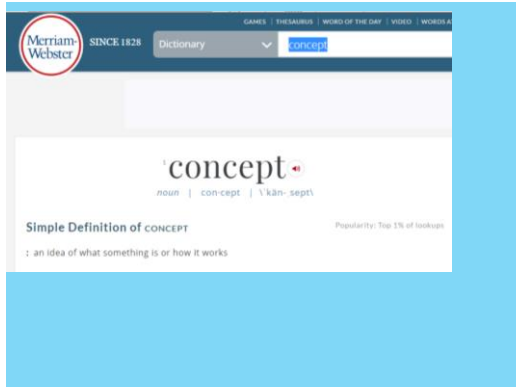 GAMES | THESAURUS | WORD OF THE DAY | VIDEO | WORDS A
Merriam-
Webster
SINCE 1828
Dictionary
concept
concept
noun | con·cept | \ˈkän-ˌsept\
Simple Definition of CONCEPT
Popularity: Top 1% of lookups
: an idea of what something is or how it works